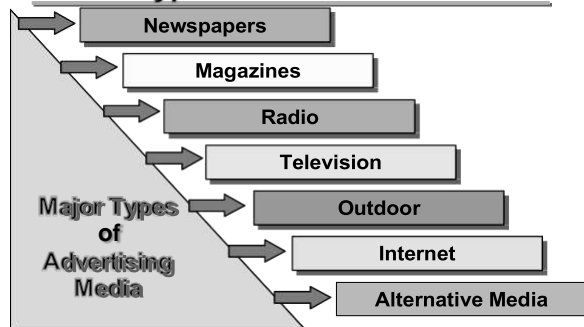 Newspapers
Magazines
Radio
Television
Outdoor
Internet
Alternative Media
Major Types
of
Advertising
Media